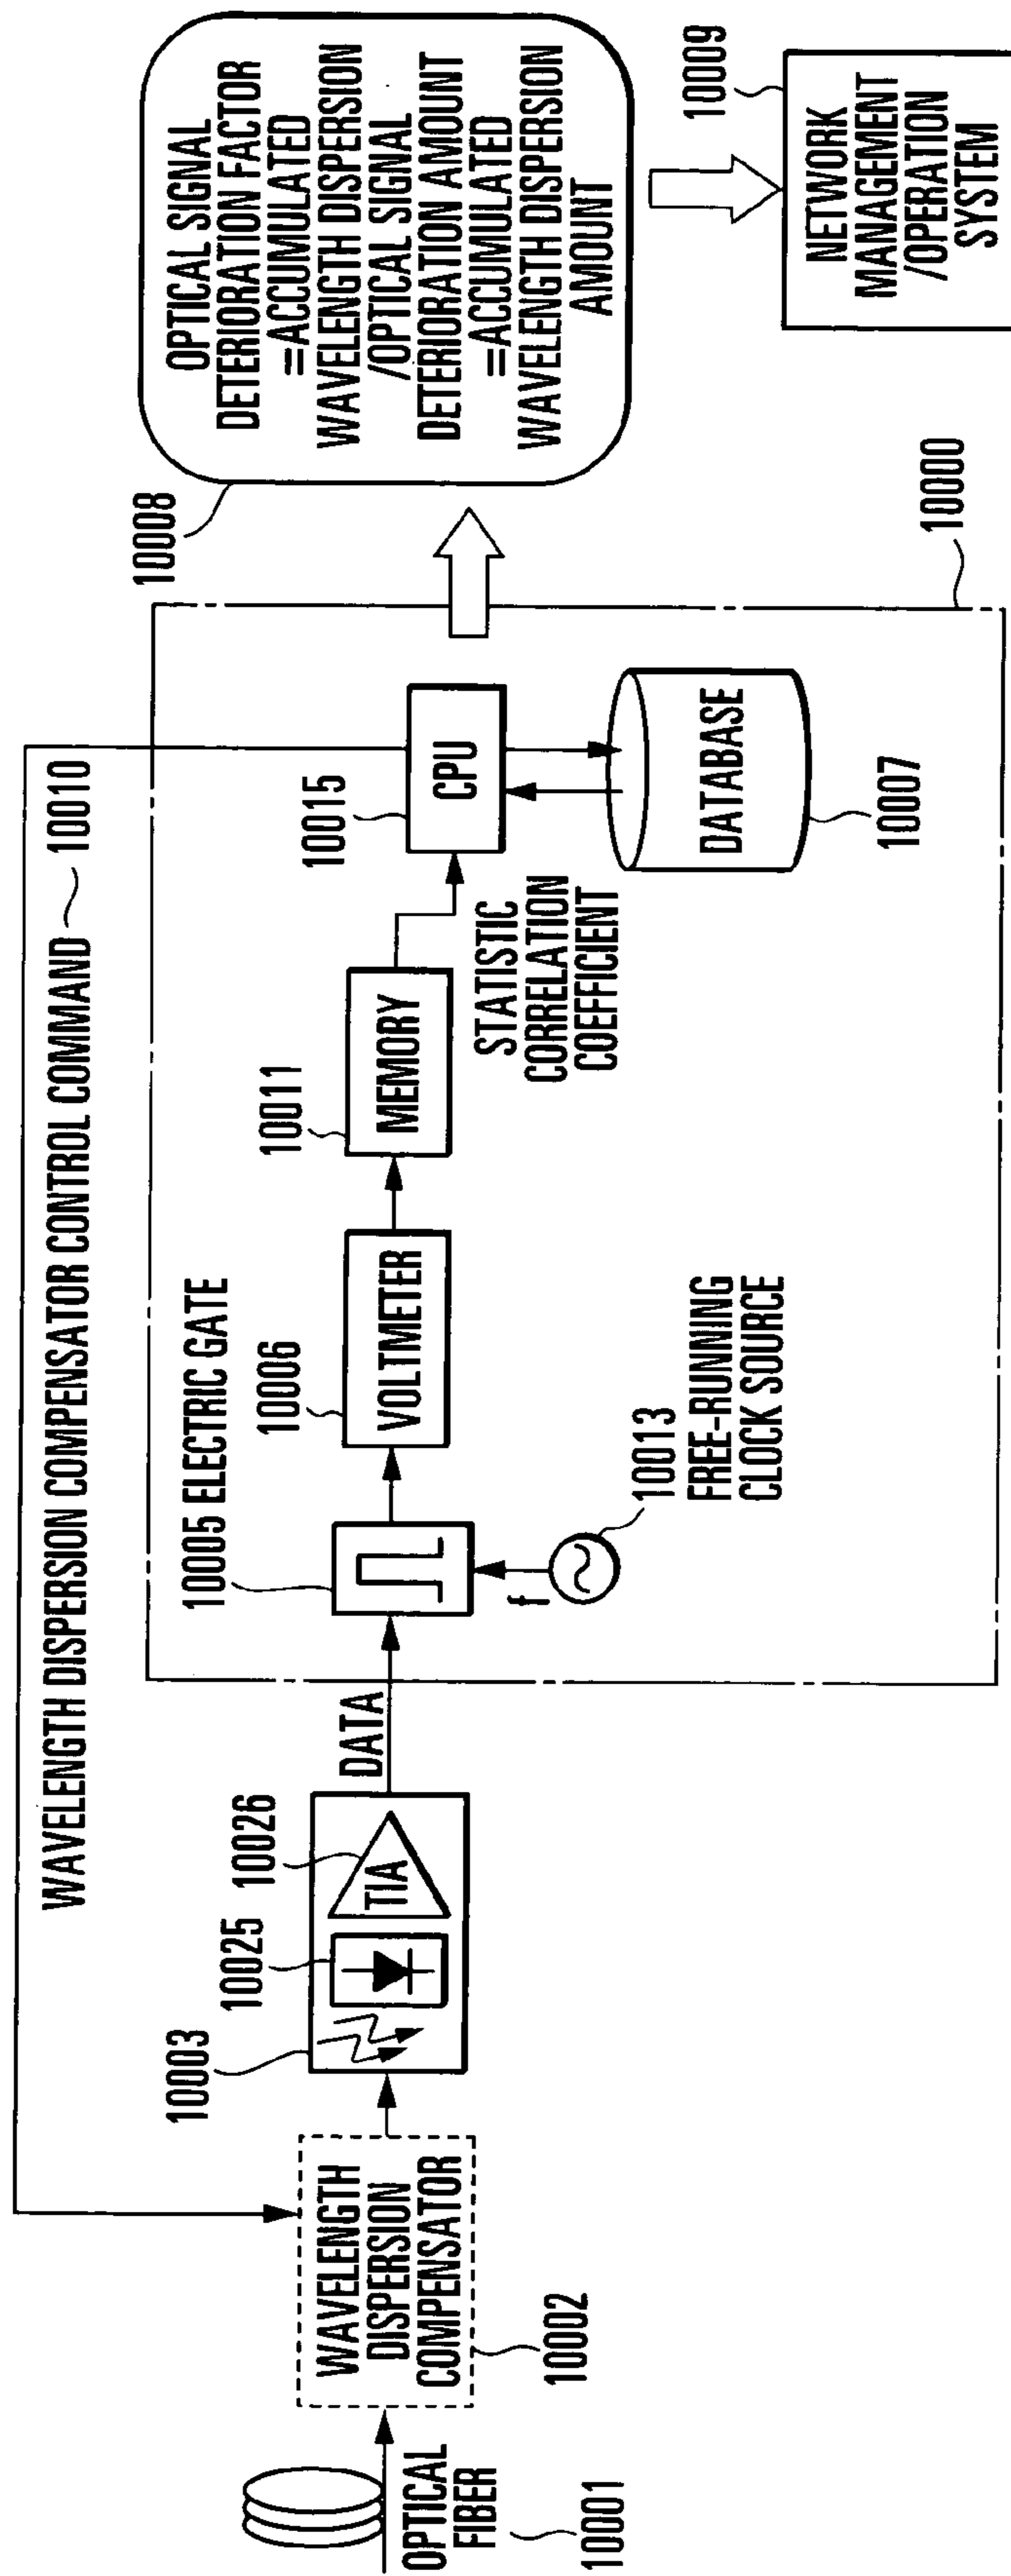 WAVELENGTH DISPERSION COMPENSATOR CONTROL COMMAND 10010
OPTICAL
FIBER
10001
WAVELENGTH
DISPERSION
COMPENSATOR
10002
10003
10025
10026
TIA
DATA
10005 ELECTRIC GATE
f
10013
FREE-RUNNING
CLOCK SOURCE
10006
VOLTMETER
10011
MEMORY
STATISTIC
CORRELATION
COEFFICIENT
10015
CPU
DATABASE
10007
10000
10008
OPTICAL SIGNAL
DETERIORATION FACTOR
=ACCUMULATED
WAVELENGTH DISPERSION
/OPTICAL SIGNAL
DETERIORATION AMOUNT
=ACCUMULATED
WAVELENGTH DISPERSION
AMOUNT
10009
NETWORK
MANAGEMENT
/OPERATION
SYSTEM